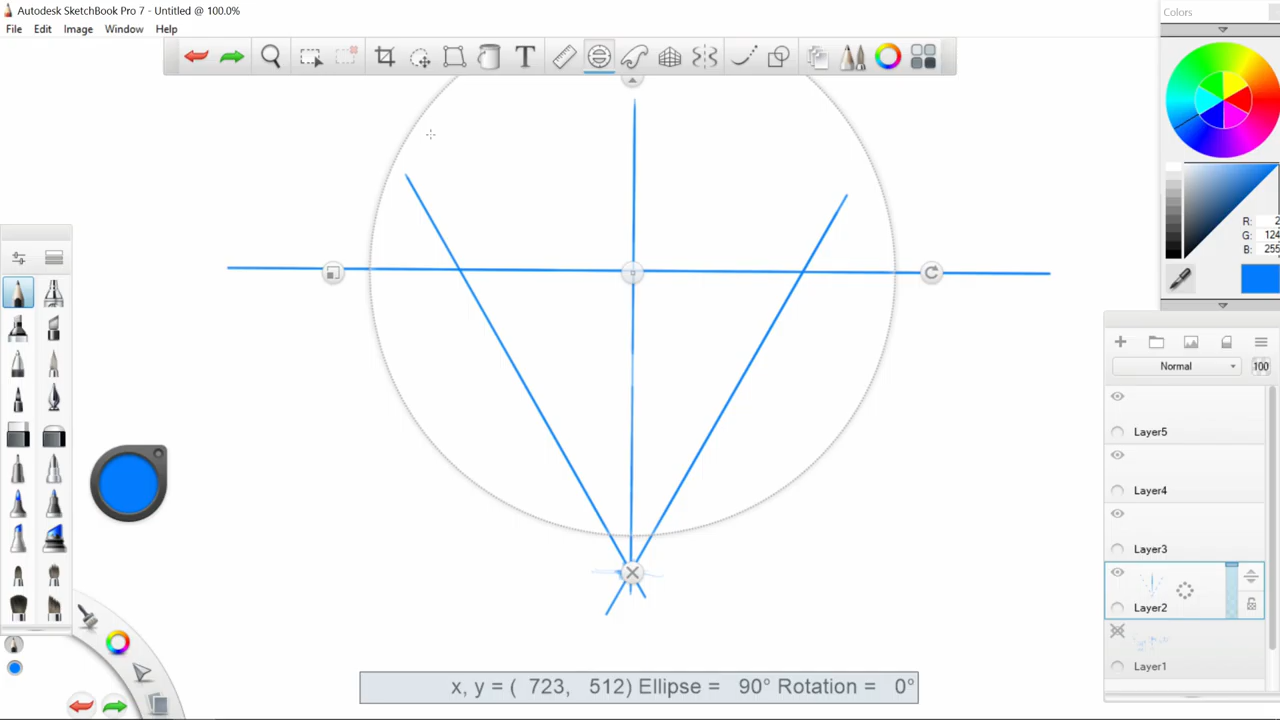 Autodesk SketchBook Pro 7 - Untitled @ 100.0%
File Edit Image Window Help
Colors
R: 2
G: 124
B: 255
Normal 100
Layer5
Layer4
Layer3
Layer2
Layer1
x, y = ( 723, 512) Ellipse = 90° Rotation = 0°